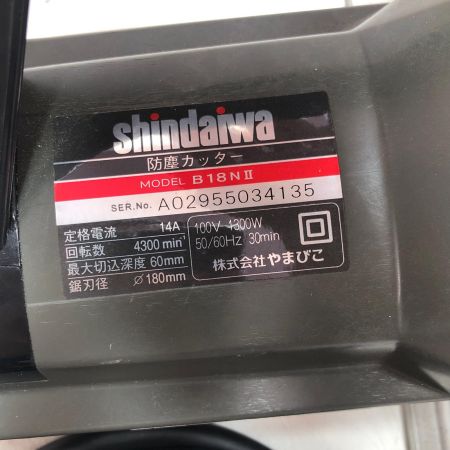 shindaiwa
防塵カッター
MODEL B18NⅡ
SER.No. A02955034135
定格電流 14A 100V 1300W
回転数 4300min⁻¹ 50/60Hz 30min
最大切込深度 60mm
鋸刃径 ∅180mm 株式会社やまびこ